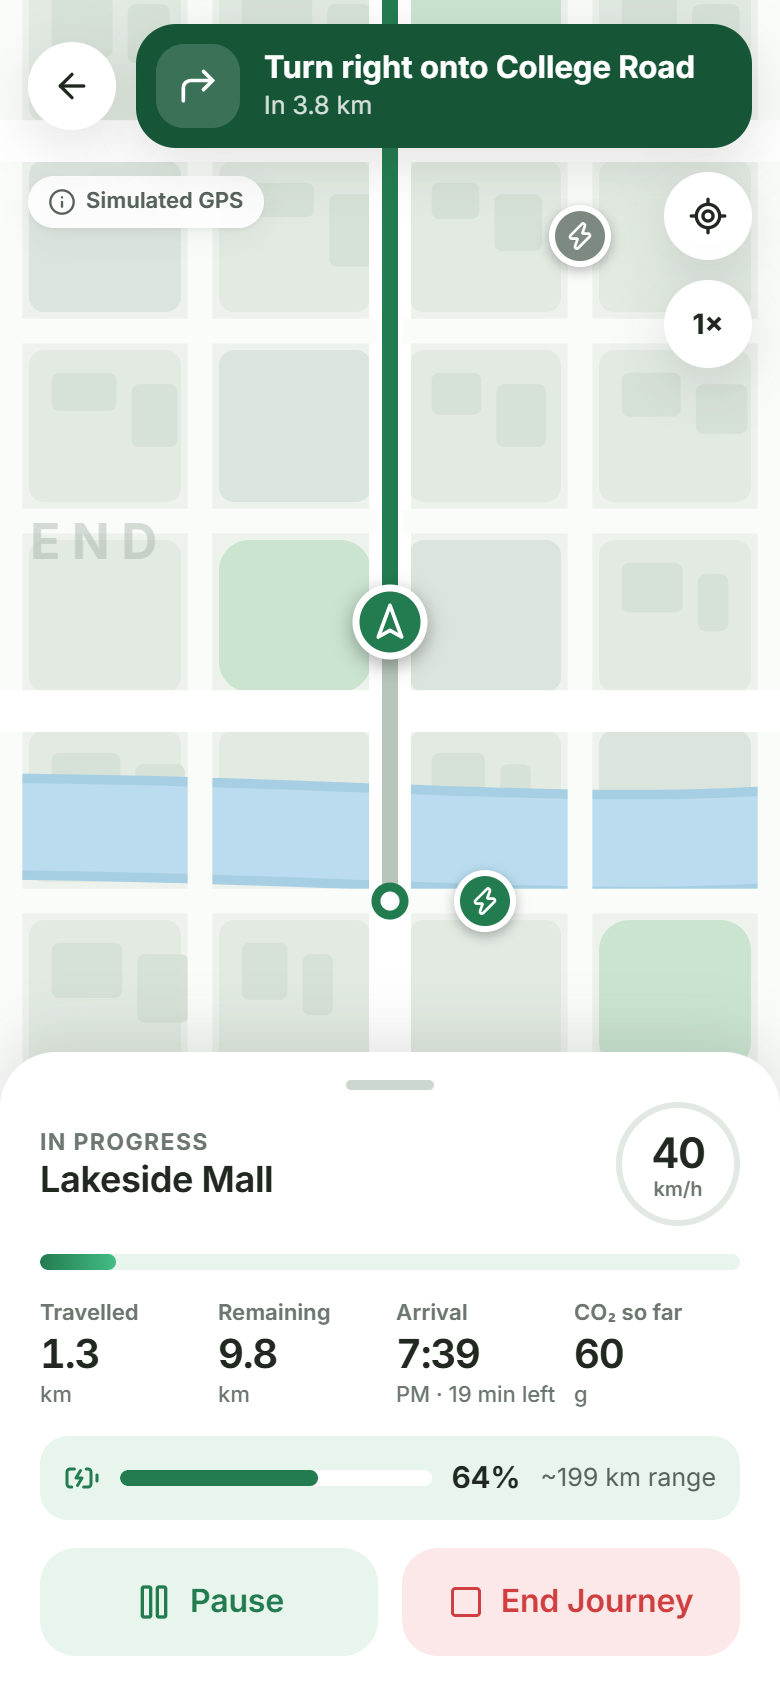 Turn right onto College Road
In 3.8 km
Simulated GPS
1×
END
IN PROGRESS
Lakeside Mall
40
km/h
Travelled
1.3
km
Remaining
9.8
km
Arrival
7:39
PM · 19 min left
CO₂ so far
60
g
64%
~199 km range
Pause
End Journey